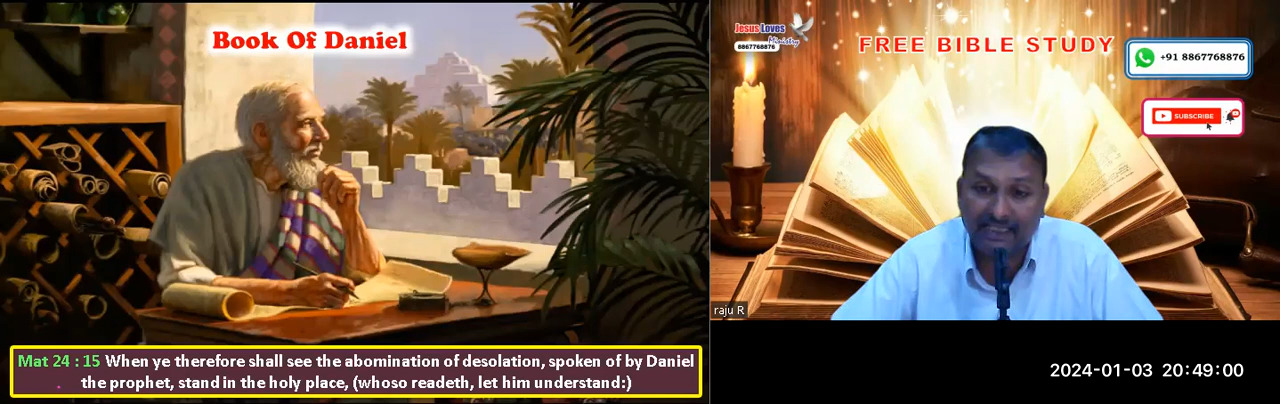 Book Of Daniel
Mat 24 : 15 When ye therefore shall see the abomination of desolation, spoken of by Daniel
the prophet, stand in the holy place, (whoso readeth, let him understand:)
Jesus Loves
Ministry
8867768876
FREE BIBLE STUDY
+91 8867768876
SUBSCRIBE
raju R
2024-01-03 20:49:00